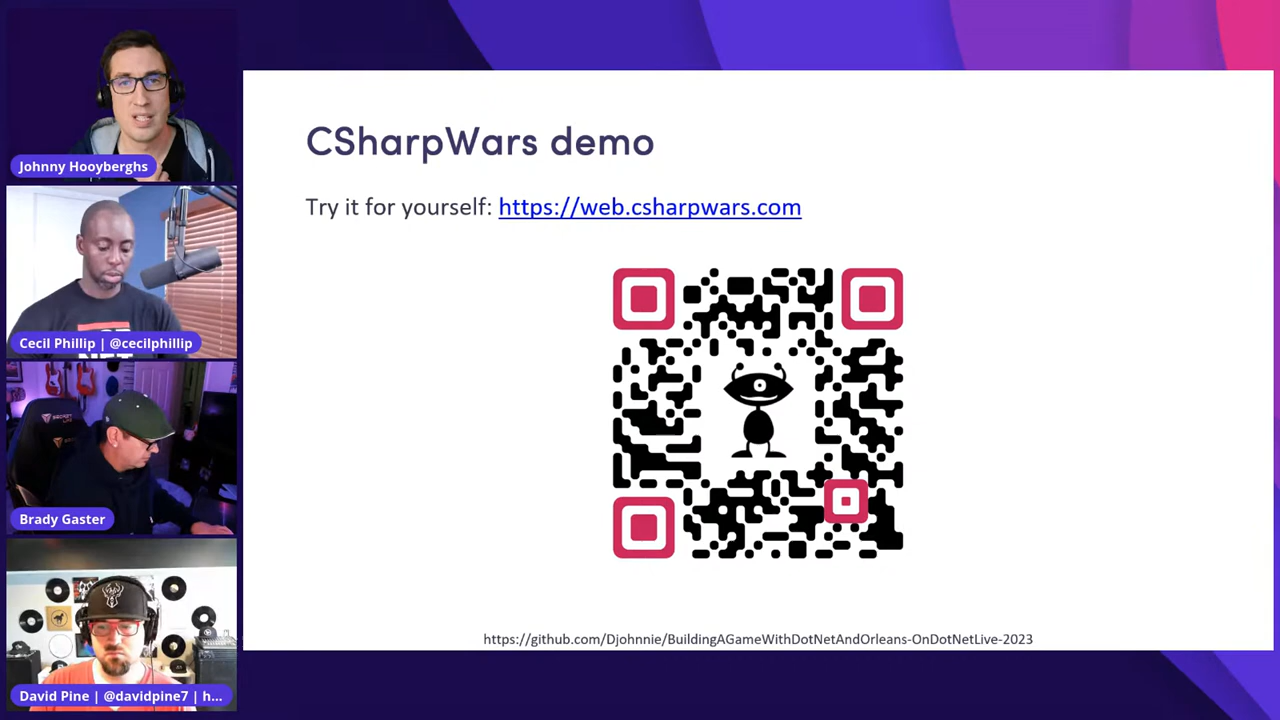 Johnny Hooyberghs
Cecil Phillip | @cecilphillip
Brady Gaster
David Pine | @davidpine7 | h...
CSharpWars demo
Try it for yourself: https://web.csharpwars.com
https://github.com/Djohnnie/BuildingAGameWithDotNetAndOrleans-OnDotNetLive-2023